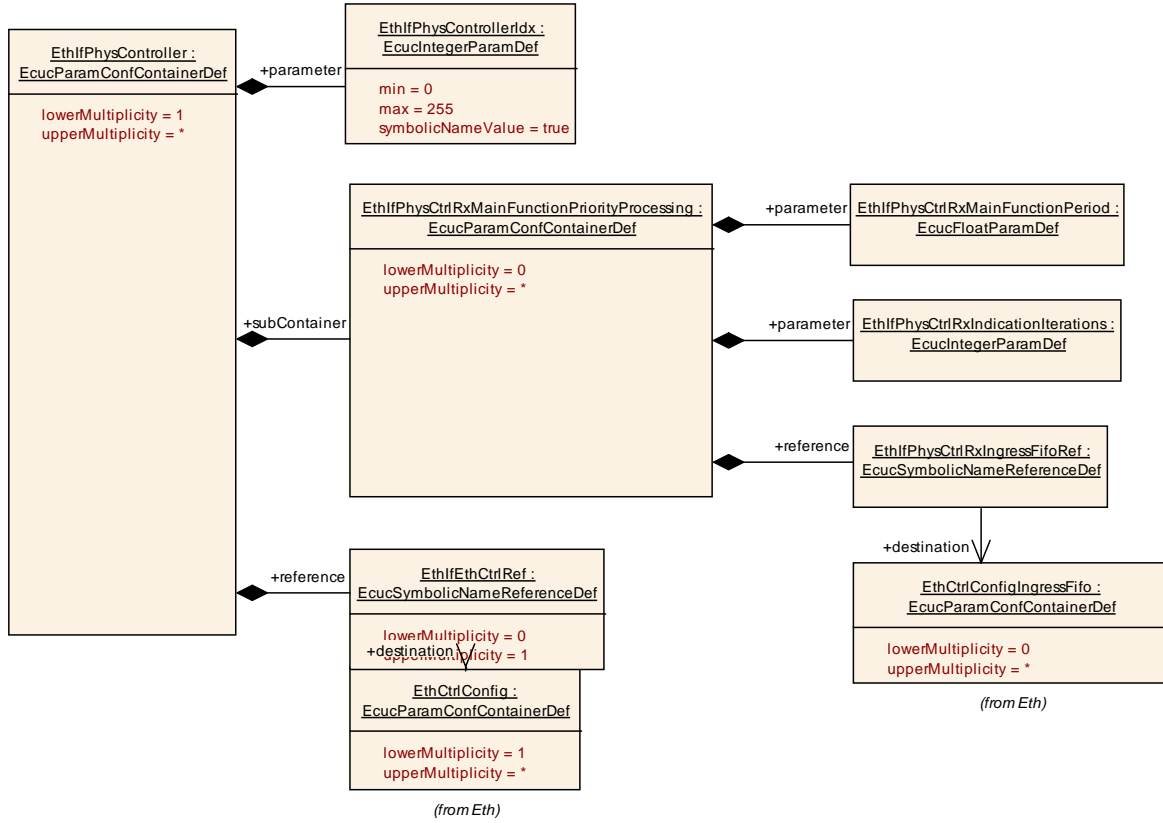 EthIfPhysController :
EcucParamConfContainerDef
lowerMultiplicity = 1
upperMultiplicity = *
+parameter
EthIfPhysControllerIdx :
EcucIntegerParamDef
min = 0
max = 255
symbolicNameValue = true
+subContainer
EthIfPhysCtrlRxMainFunctionPriorityProcessing :
EcucParamConfContainerDef
lowerMultiplicity = 0
upperMultiplicity = *
+parameter
EthIfPhysCtrlRxMainFunctionPeriod :
EcucFloatParamDef
+parameter
EthIfPhysCtrlRxIndicationIterations :
EcucIntegerParamDef
+reference
EthIfPhysCtrlRxIngressFifoRef :
EcucSymbolicNameReferenceDef
+destination
EthCtrlConfigIngressFifo :
EcucParamConfContainerDef
lowerMultiplicity = 0
upperMultiplicity = *
(from Eth)
+reference
EthIfEthCtrlRef :
EcucSymbolicNameReferenceDef
lowerMultiplicity = 0
upperMultiplicity = 1
+destination
EthCtrlConfig :
EcucParamConfContainerDef
lowerMultiplicity = 1
upperMultiplicity = *
(from Eth)